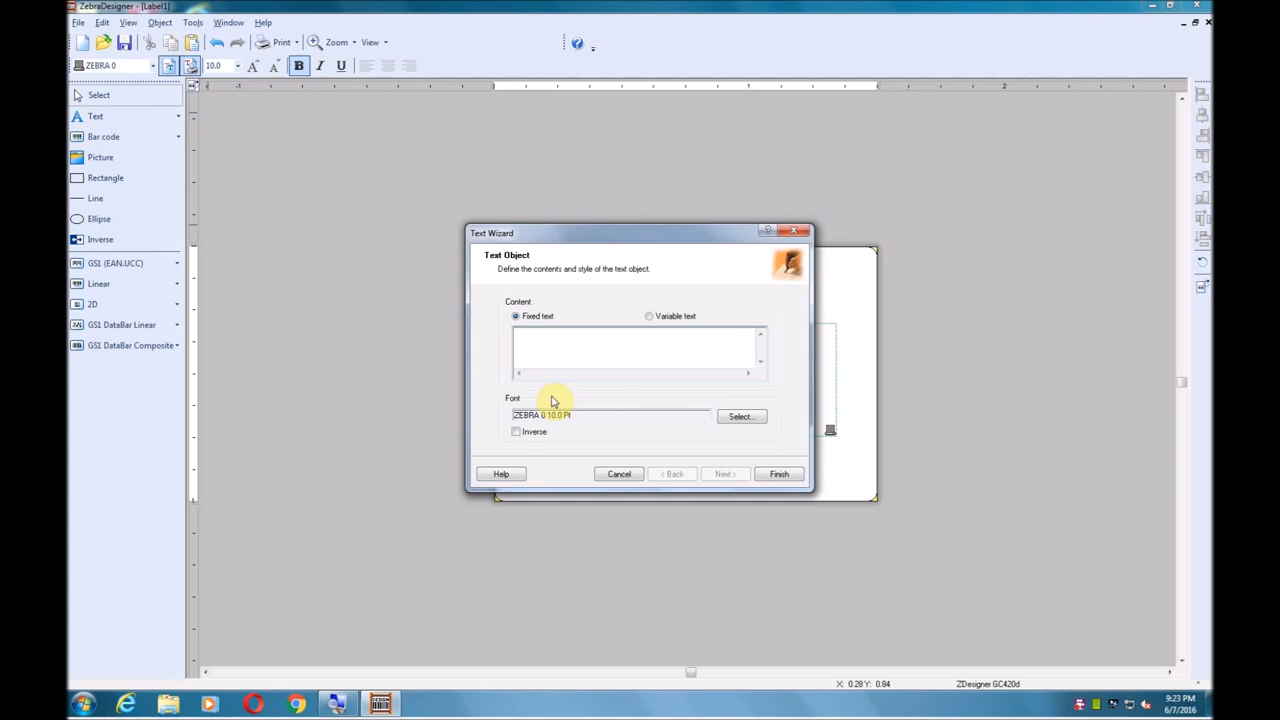 ZebraDesigner - [Label1]
File Edit View Object Tools Window Help
Print Zoom View
ZEBRA 0 10.0 B I U
Select
Text
Bar code
Picture
Rectangle
Line
Ellipse
Inverse
GS1 (EAN.UCC)
Linear
2D
GS1 DataBar Linear
GS1 DataBar Composite
-1 1 2
1
Text Wizard
Text Object
Define the contents and style of the text object.
Content
Fixed text Variable text
Font
ZEBRA 0 10.0 Pt
Select...
Inverse
Help Cancel < Back Next > Finish
X: 0.28 Y: 0.84 ZDesigner GC420d
9:23 PM
6/7/2016